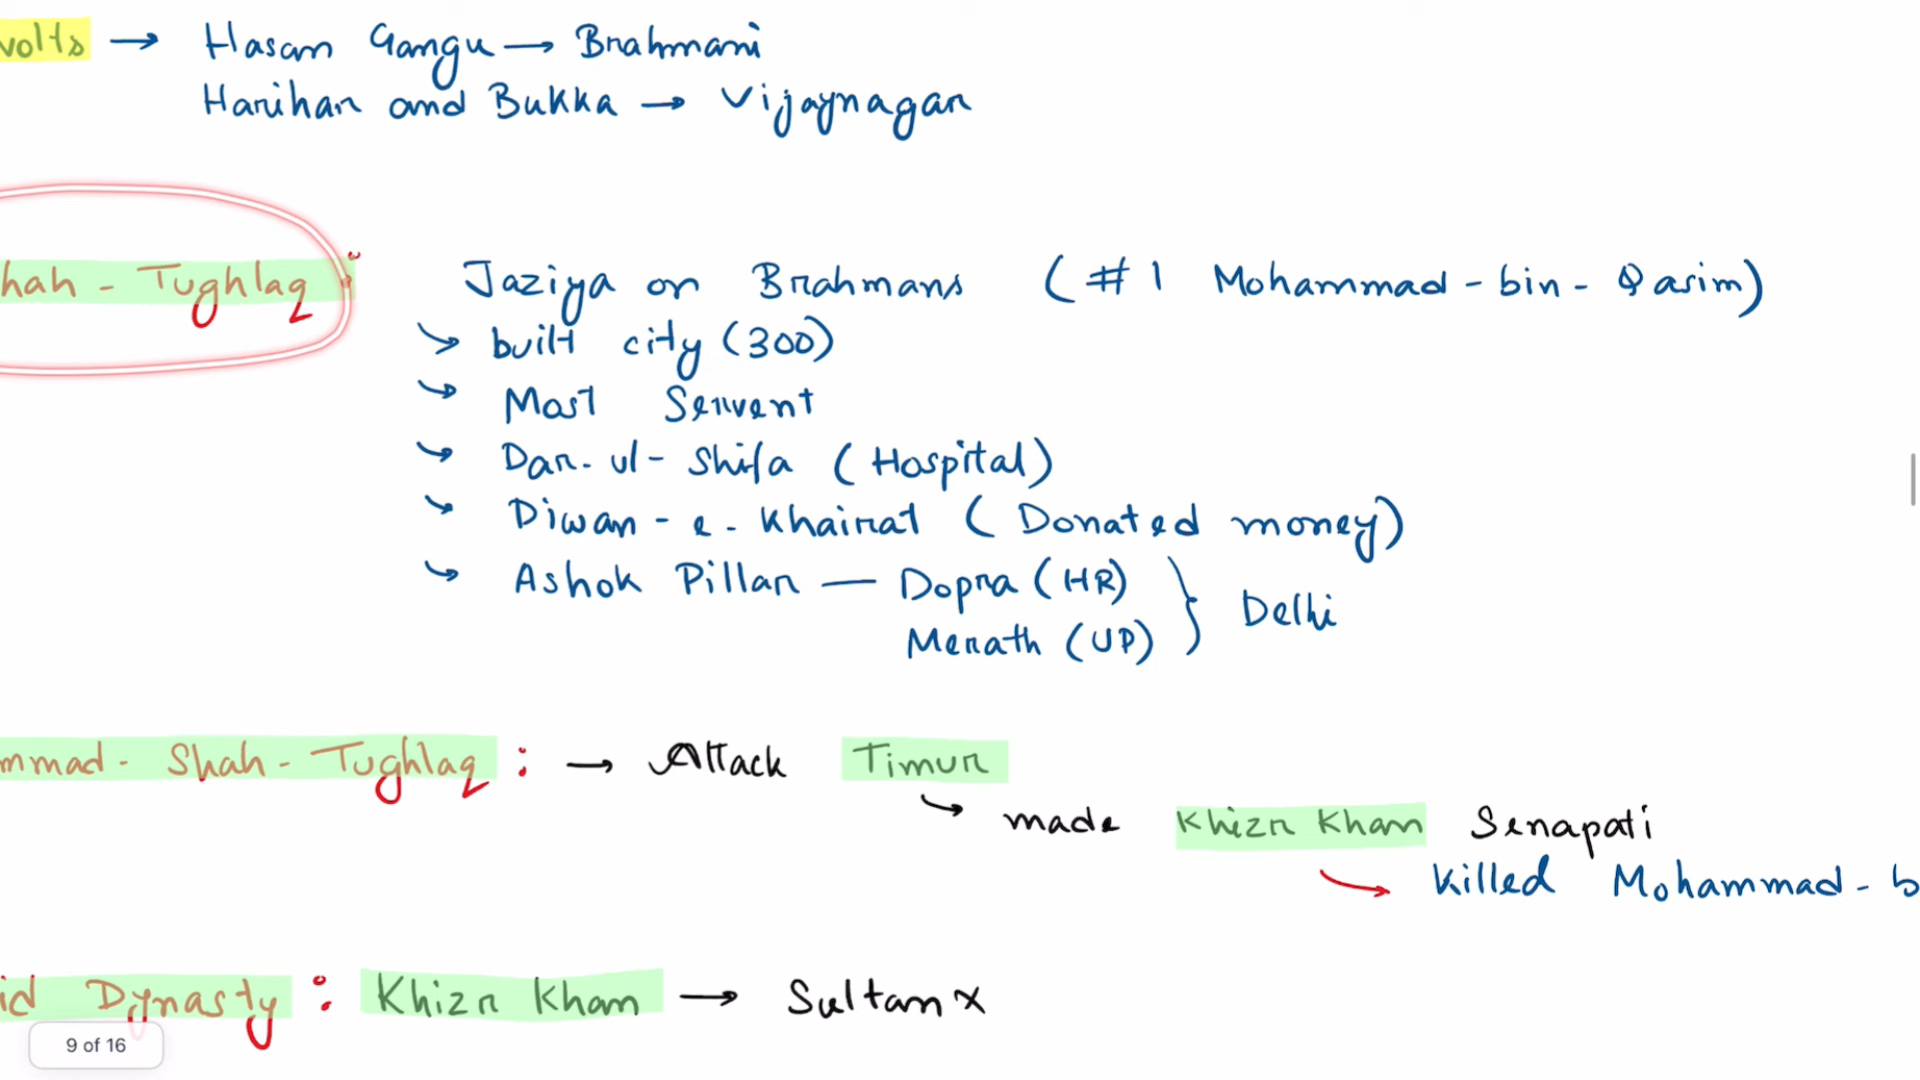 volts → Hasan Gangu → Brahmani
Harihar and Bukka → Vijaynagar
hah - Tughlaq : Jaziya on Brahmans (#1 Mohammad-bin-Qasim)
↳ built city (300)
↳ Most Servent
↳ Dar-ul-Shifa (Hospital)
↳ Diwan-e-Khairat (Donated money)
↳ Ashok Pillar — Dopra (HR)
Merath (UP) } Delhi
mmad - Shah - Tughlaq : → Attack Timur
↳ made Khizr Khan Senapati
→ Killed Mohammad - b
id Dynasty : Khizr Khan → Sultan x
9 of 16